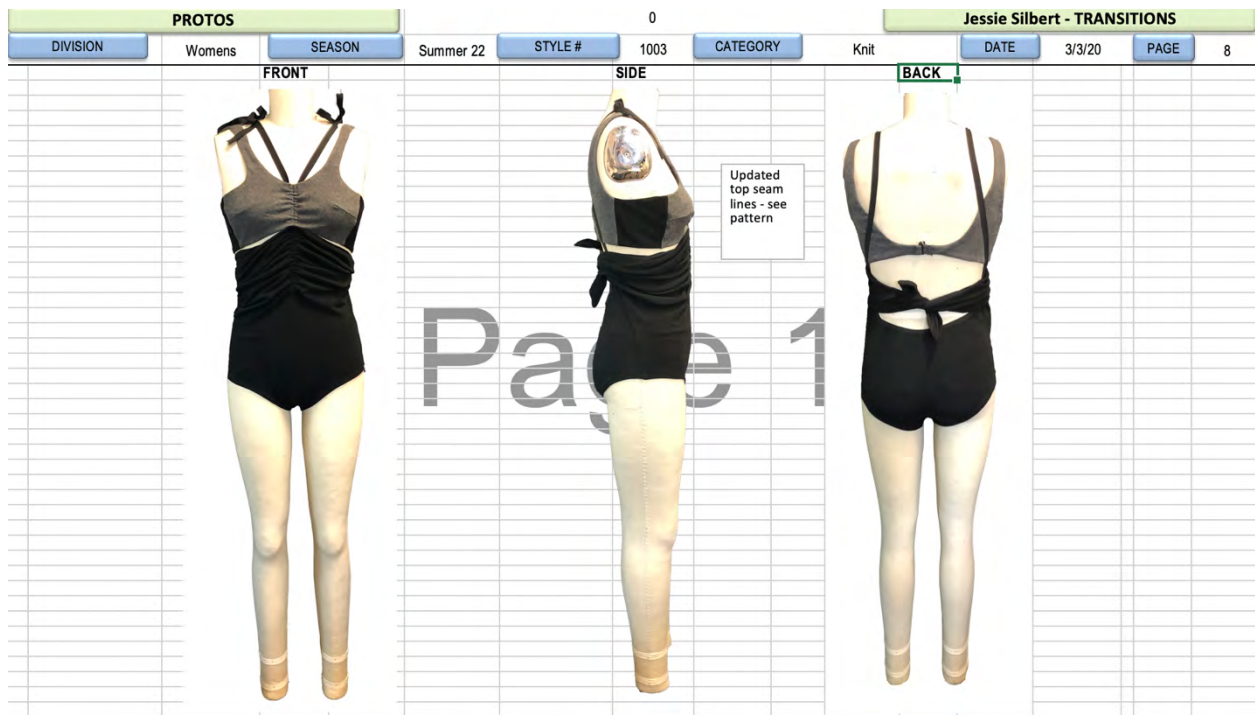 PROTOS 0 Jessie Silbert - TRANSITIONS
DIVISION Womens SEASON Summer 22 STYLE # 1003 CATEGORY Knit DATE 3/3/20 PAGE 8
FRONT SIDE BACK
Updated
top seam
lines - see
pattern
Page 1